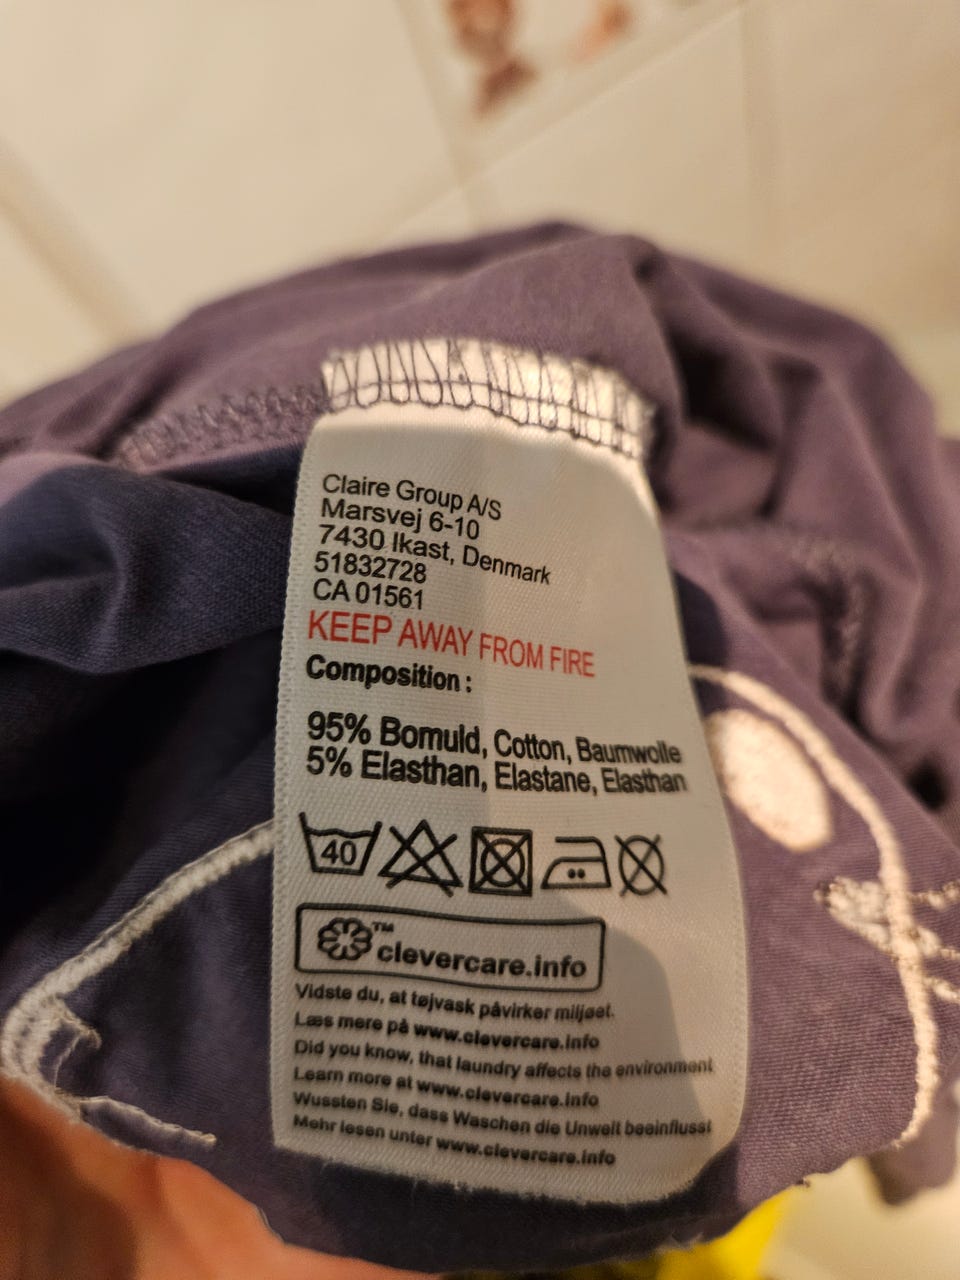 Claire Group A/S
Marsvej 6-10
7430 Ikast, Denmark
51832728
CA 01561
KEEP AWAY FROM FIRE
Composition :
95% Bomuld, Cotton, Baumwolle
5% Elasthan, Elastane, Elasthan
40
™ clevercare.info
Vidste du, at tøjvask påvirker miljøet.
Læs mere på www.clevercare.info
Did you know, that laundry affects the environment
Learn more at www.clevercare.info
Wussten Sie, dass Waschen die Umwelt beeinflusst
Mehr lesen unter www.clevercare.info